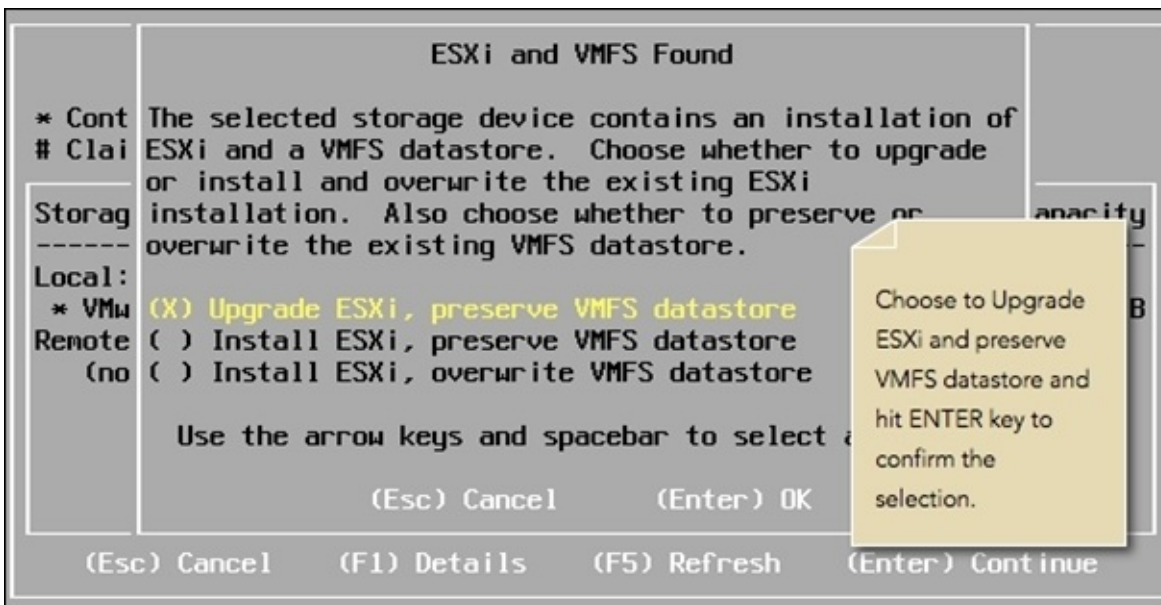 ESXi and VMFS Found
* Cont
# Clai
The selected storage device contains an installation of
ESXi and a VMFS datastore.  Choose whether to upgrade
or install and overwrite the existing ESXi
installation.  Also choose whether to preserve or
overwrite the existing VMFS datastore.
Storag
apacity
------
Local:
* VMw
B
Remote
(no
(X) Upgrade ESXi, preserve VMFS datastore
( ) Install ESXi, preserve VMFS datastore
( ) Install ESXi, overwrite VMFS datastore
Use the arrow keys and spacebar to select
(Esc) Cancel      (Enter) OK
Choose to Upgrade
ESXi and preserve
VMFS datastore and
hit ENTER key to
confirm the
selection.
(Esc) Cancel    (F1) Details    (F5) Refresh    (Enter) Continue